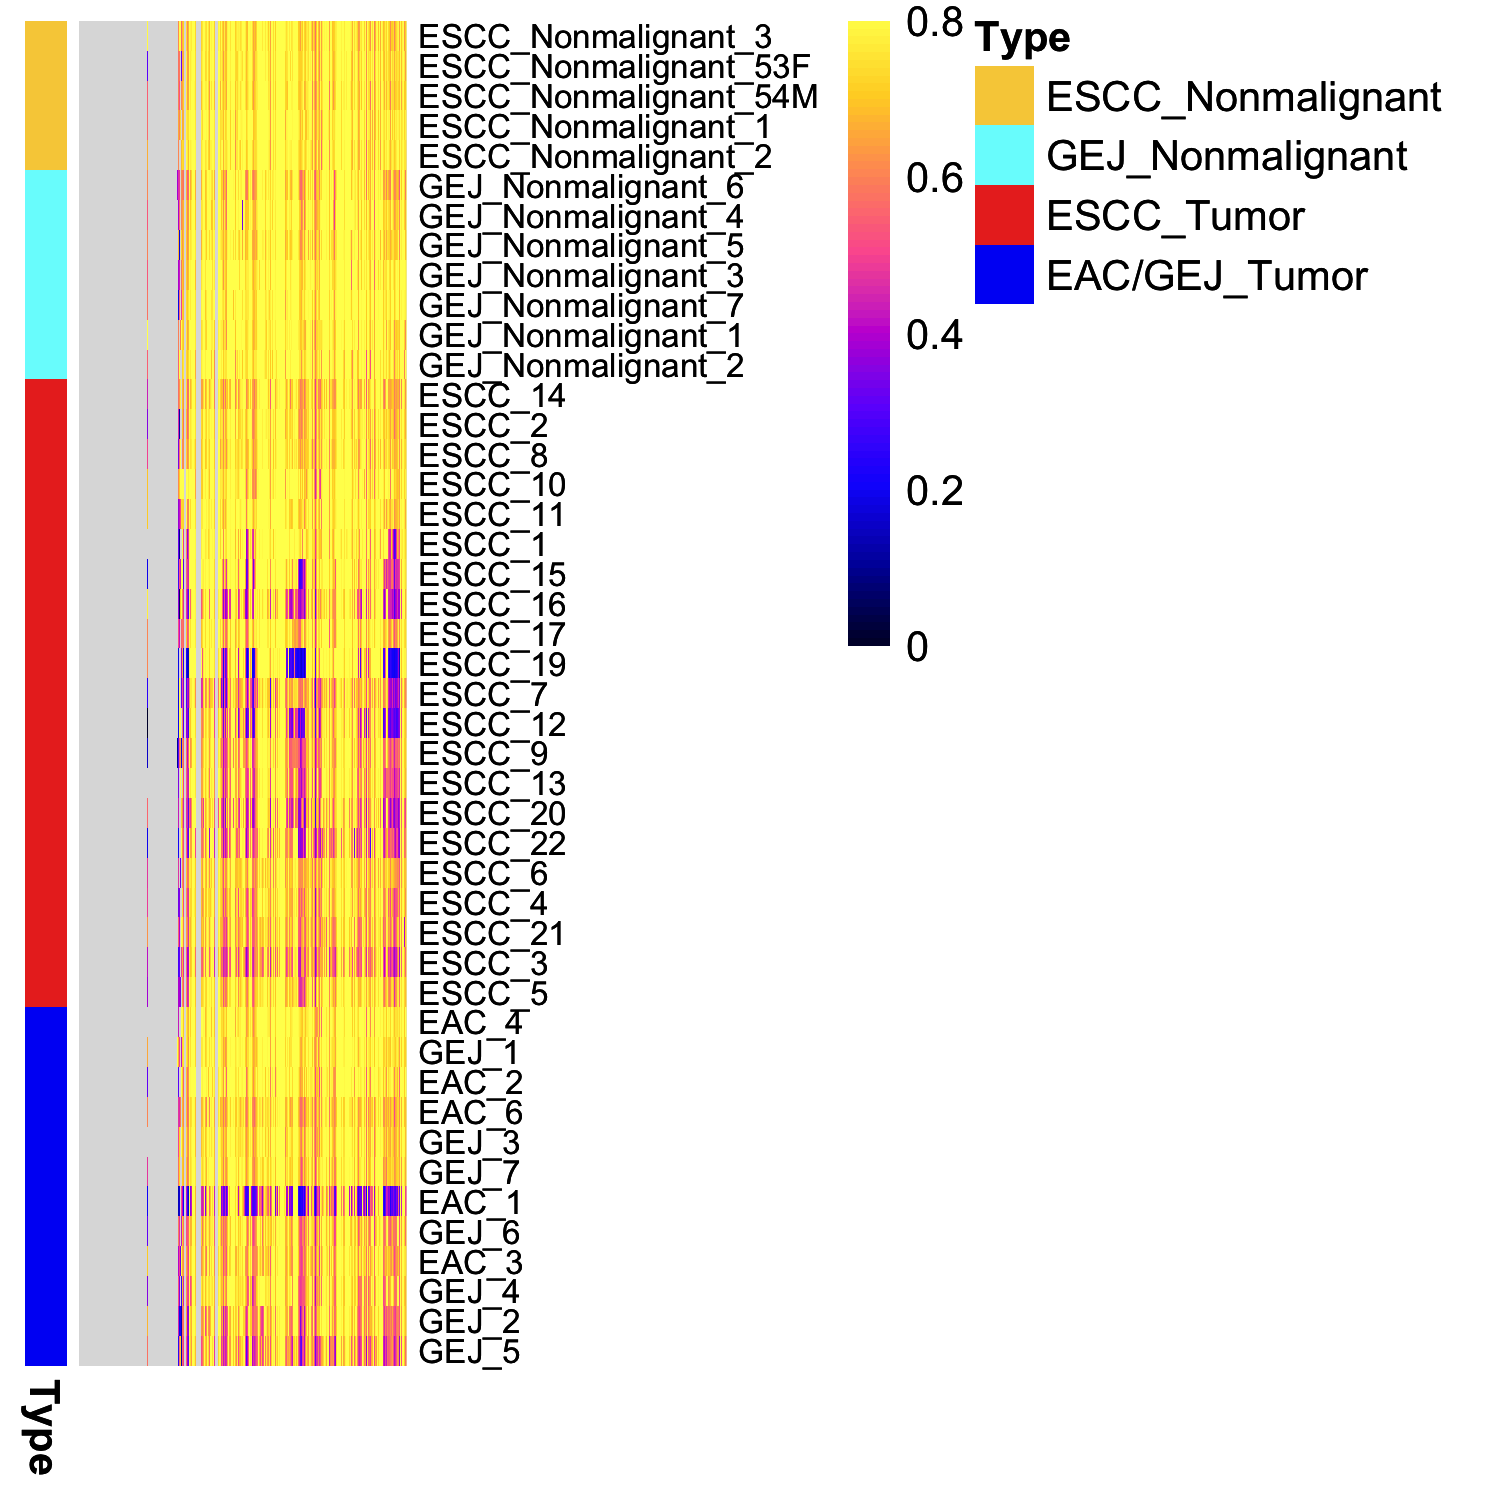 ESCC_Nonmalignant_3
ESCC_Nonmalignant_53F
ESCC_Nonmalignant_54M
ESCC_Nonmalignant_1
ESCC_Nonmalignant_2
GEJ_Nonmalignant_6
GEJ_Nonmalignant_4
GEJ_Nonmalignant_5
GEJ_Nonmalignant_3
GEJ_Nonmalignant_7
GEJ_Nonmalignant_1
GEJ_Nonmalignant_2
ESCC_14
ESCC_2
ESCC_8
ESCC_10
ESCC_11
ESCC_1
ESCC_15
ESCC_16
ESCC_17
ESCC_19
ESCC_7
ESCC_12
ESCC_9
ESCC_13
ESCC_20
ESCC_22
ESCC_6
ESCC_4
ESCC_21
ESCC_3
ESCC_5
EAC_4
GEJ_1
EAC_2
EAC_6
GEJ_3
GEJ_7
EAC_1
GEJ_6
EAC_3
GEJ_4
GEJ_2
GEJ_5
Type
0.8
0.6
0.4
0.2
0
Type
ESCC_Nonmalignant
GEJ_Nonmalignant
ESCC_Tumor
EAC/GEJ_Tumor